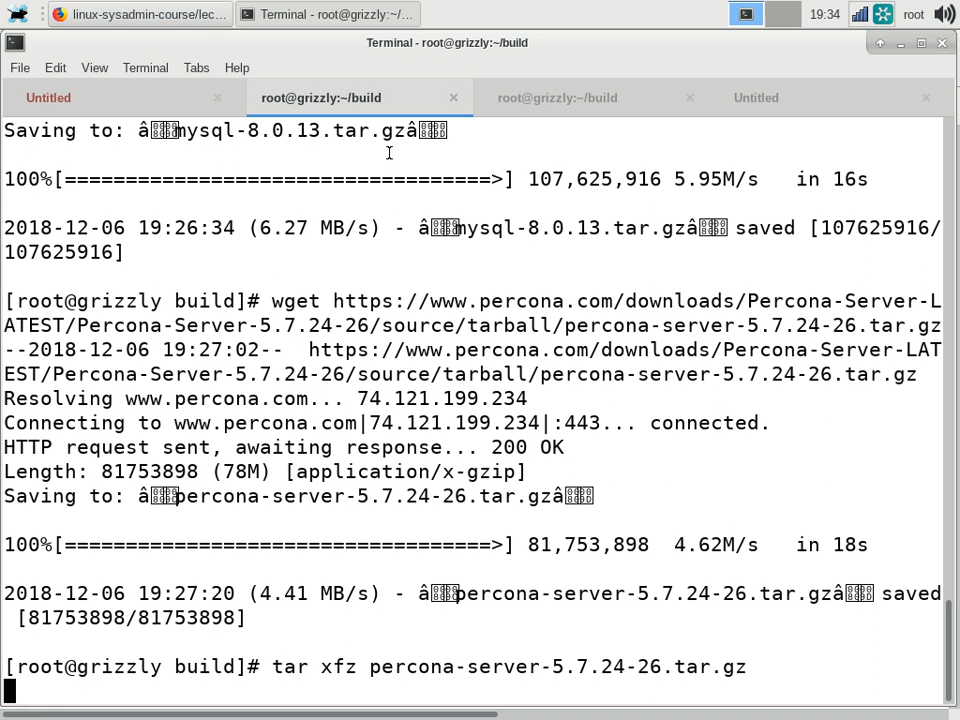 linux-sysadmin-course/lec...
Terminal - root@grizzly:~/...
19:34
root
Terminal - root@grizzly:~/build
File Edit View Terminal Tabs Help
Untitled
root@grizzly:~/build
root@grizzly:~/build
Untitled
Saving to: âmysql-8.0.13.tar.gzâ
100%[===================================>] 107,625,916 5.95M/s   in 16s
2018-12-06 19:26:34 (6.27 MB/s) - âmysql-8.0.13.tar.gzâ saved [107625916/
107625916]
[root@grizzly build]# wget https://www.percona.com/downloads/Percona-Server-L
ATEST/Percona-Server-5.7.24-26/source/tarball/percona-server-5.7.24-26.tar.gz
--2018-12-06 19:27:02--  https://www.percona.com/downloads/Percona-Server-LAT
EST/Percona-Server-5.7.24-26/source/tarball/percona-server-5.7.24-26.tar.gz
Resolving www.percona.com... 74.121.199.234
Connecting to www.percona.com|74.121.199.234|:443... connected.
HTTP request sent, awaiting response... 200 OK
Length: 81753898 (78M) [application/x-gzip]
Saving to: âpercona-server-5.7.24-26.tar.gzâ
100%[===================================>] 81,753,898  4.62M/s   in 18s
2018-12-06 19:27:20 (4.41 MB/s) - âpercona-server-5.7.24-26.tar.gzâ saved
[81753898/81753898]
[root@grizzly build]# tar xfz percona-server-5.7.24-26.tar.gz